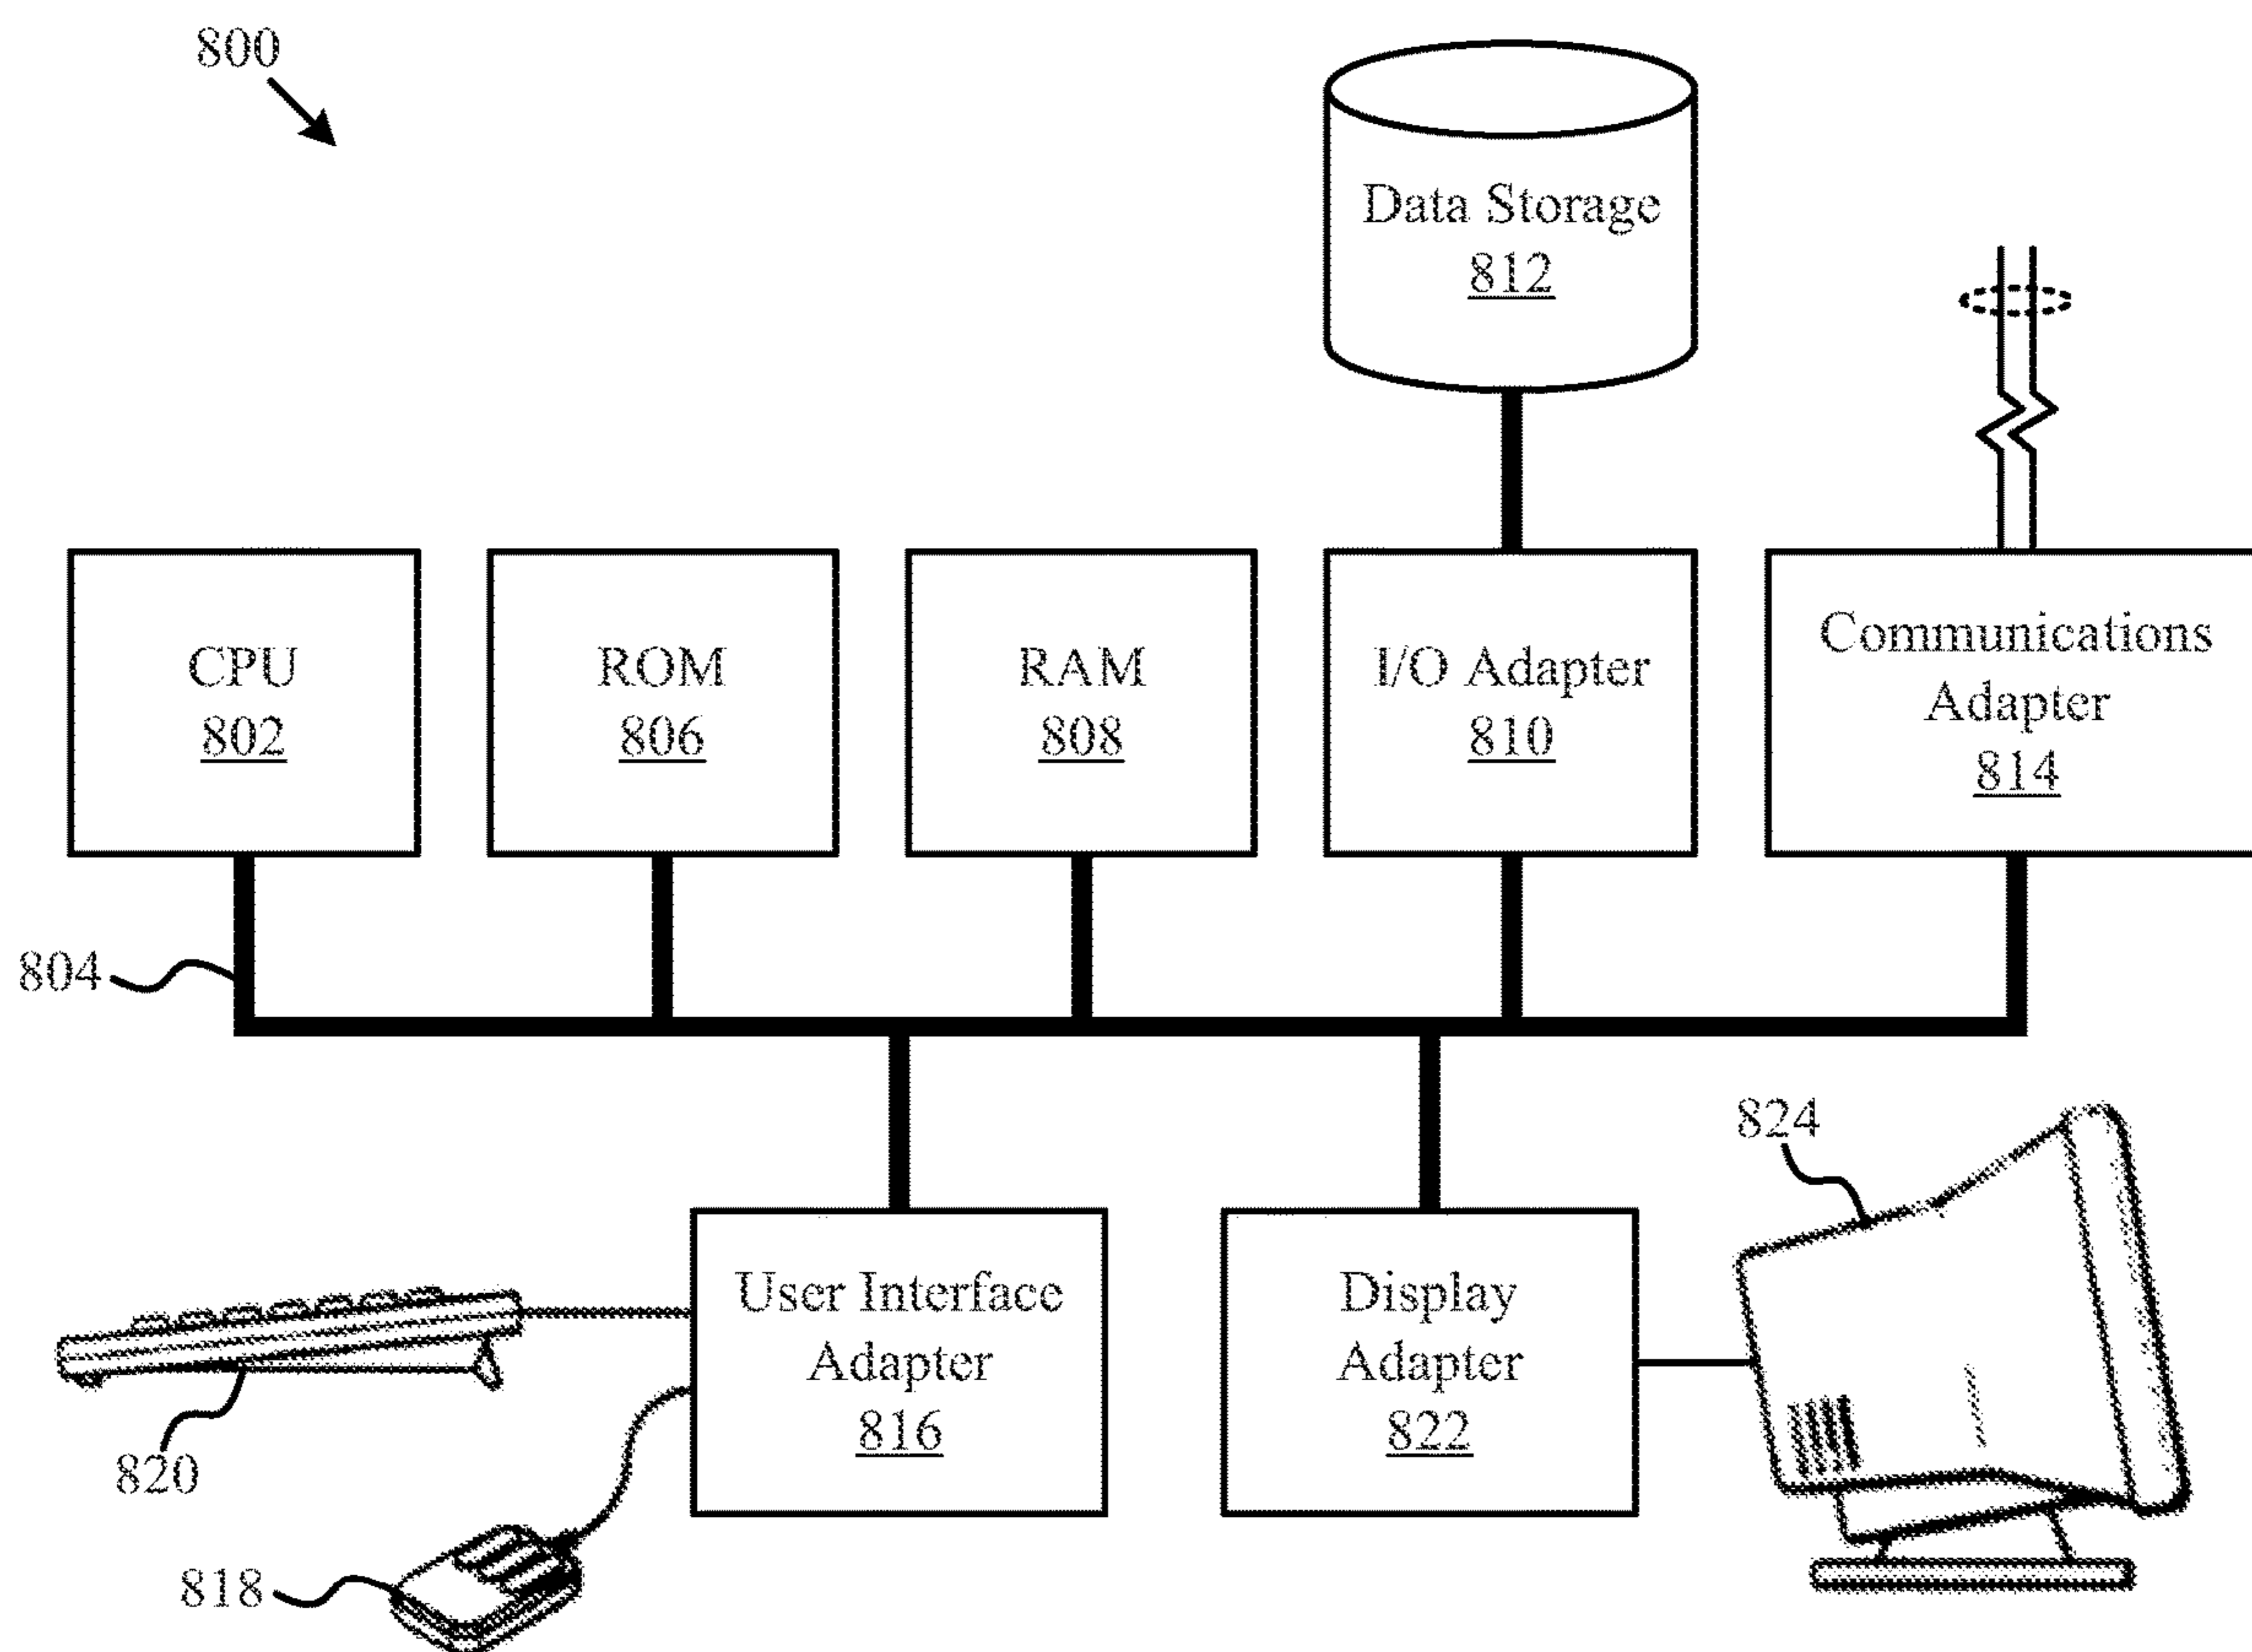 800
Data Storage
812
CPU
802
ROM
806
RAM
808
I/O Adapter
810
Communications
Adapter
814
804
824
User Interface
Adapter
816
Display
Adapter
822
820
818